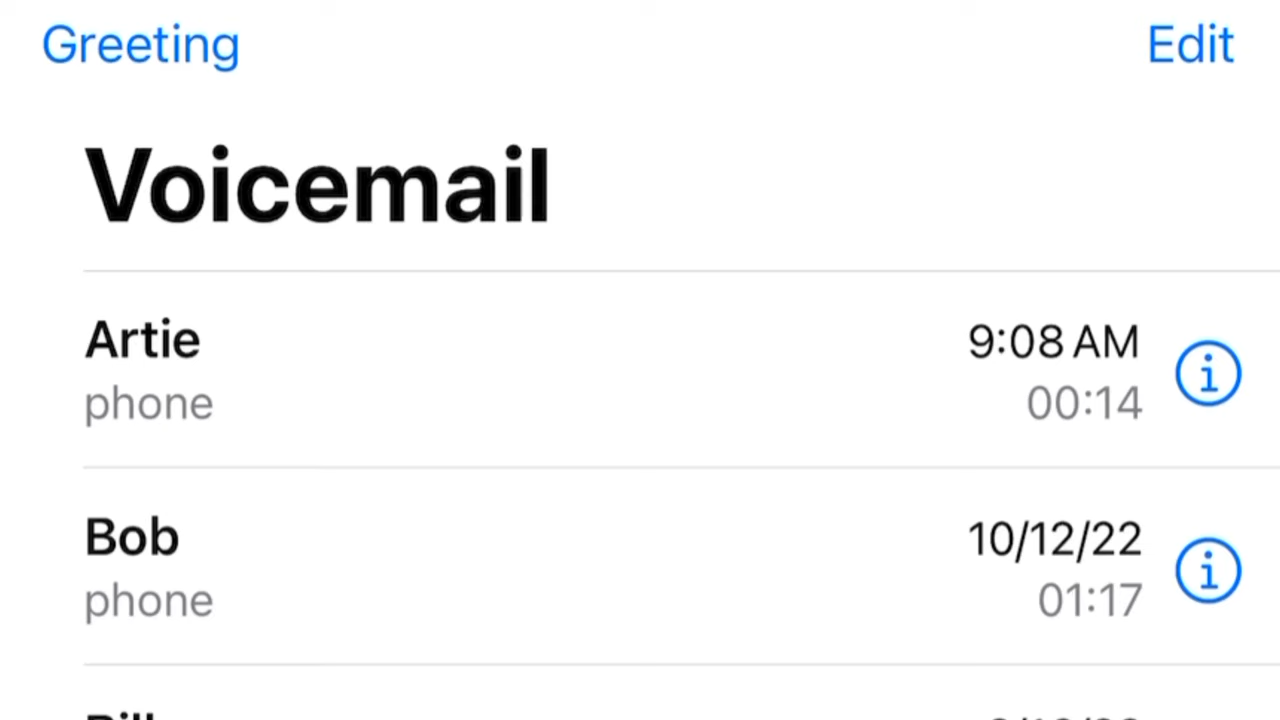 Greeting Edit
Voicemail
Artie 9:08 AM
phone 00:14
Bob 10/12/22
phone 01:17